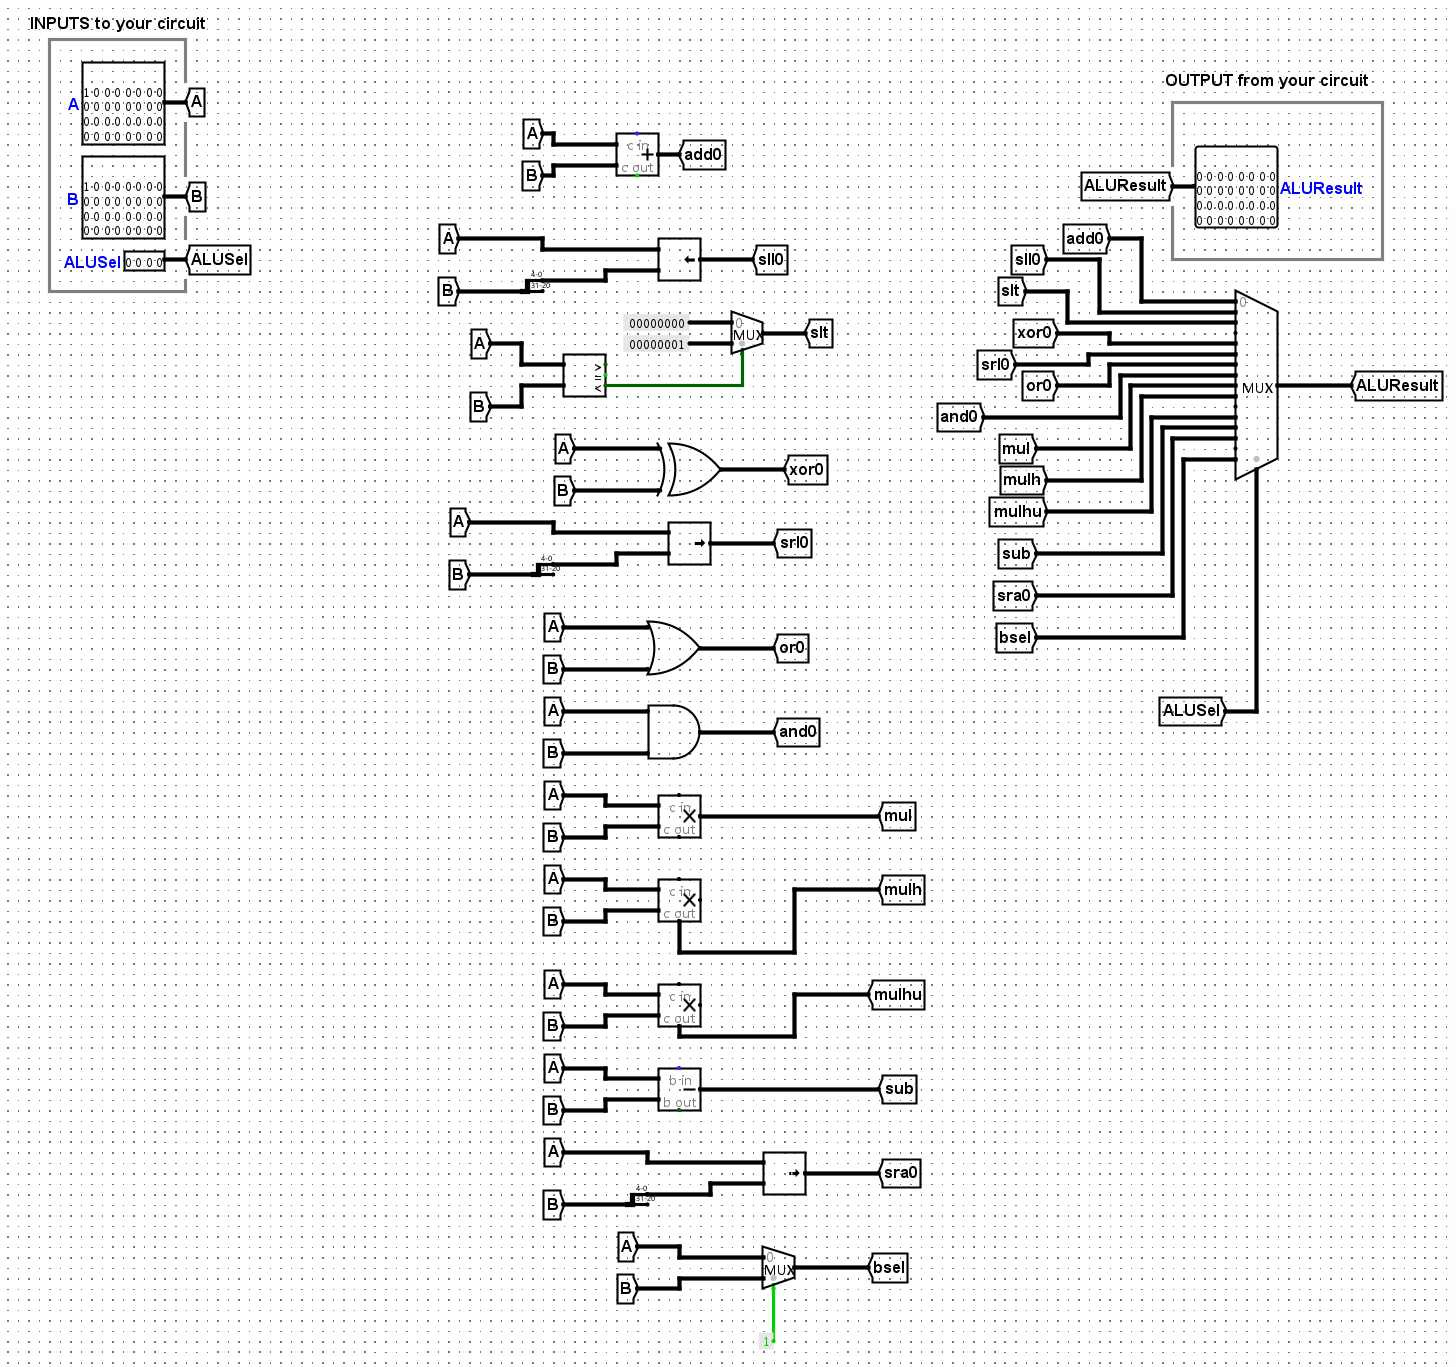 INPUTS to your circuit
A
1 0 0 0 0 0 0 0
0 0 0 0 0 0 0 0
0 0 0 0 0 0 0 0
0 0 0 0 0 0 0 0
A
B
1 0 0 0 0 0 0 0
0 0 0 0 0 0 0 0
0 0 0 0 0 0 0 0
0 0 0 0 0 0 0 0
B
ALUSel
0 0 0 0
ALUSel
A
B
c in
c out
add0
A
B
4-0
31-20
sll0
A
B
>
=
<
00000000
00000001
0
MUX
slt
A
B
xor0
A
B
4-0
31-20
srl0
A
B
or0
A
B
and0
A
B
c in
c out
mul
A
B
c in
c out
mulh
A
B
c in
c out
mulhu
A
B
b in
b out
sub
A
B
4-0
31-20
sra0
A
B
0
MUX
1
bsel
OUTPUT from your circuit
ALUResult
0 0 0 0 0 0 0 0
0 0 0 0 0 0 0 0
0 0 0 0 0 0 0 0
0 0 0 0 0 0 0 0
ALUResult
add0
sll0
slt
xor0
srl0
or0
and0
mul
mulh
mulhu
sub
sra0
bsel
0
MUX
ALUResult
ALUSel